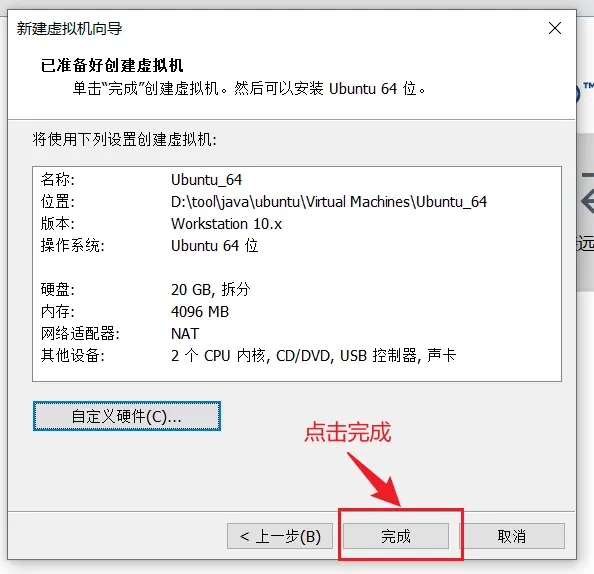 新建虚拟机向导
已准备好创建虚拟机
单击“完成”创建虚拟机。然后可以安装 Ubuntu 64 位。
将使用下列设置创建虚拟机:
名称: Ubuntu_64
位置: D:\tool\java\ubuntu\Virtual Machines\Ubuntu_64
版本: Workstation 10.x
操作系统: Ubuntu 64 位
硬盘: 20 GB, 拆分
内存: 4096 MB
网络适配器: NAT
其他设备: 2 个 CPU 内核, CD/DVD, USB 控制器, 声卡
自定义硬件(C)...
点击完成
< 上一步(B) 完成 取消
™
远